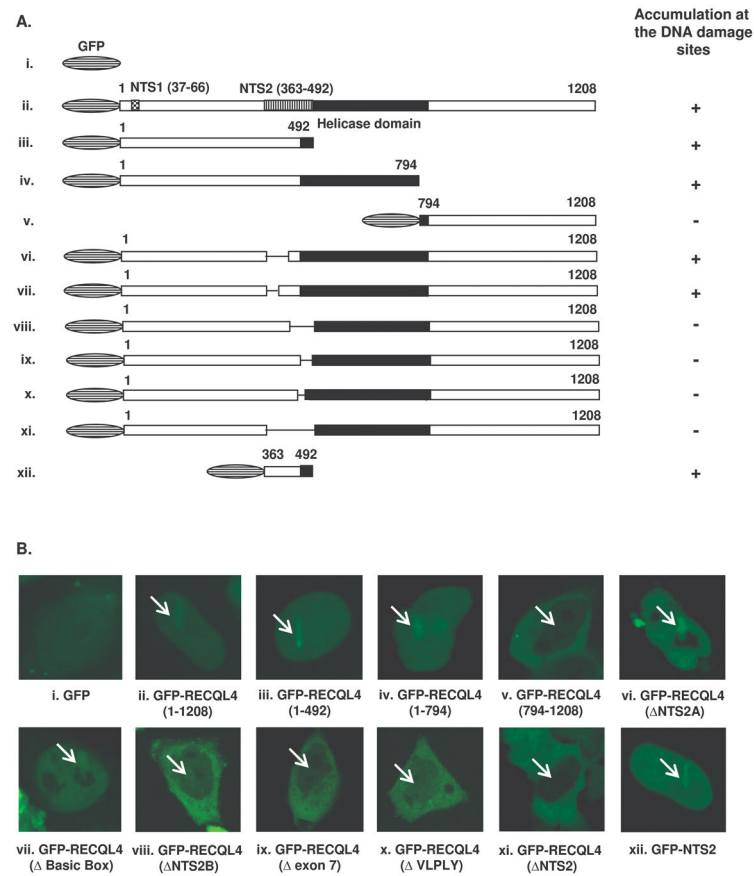 A.
Accumulation at
the DNA damage
sites
GFP
i.
1 NTS1 (37-66) NTS2 (363-492) 1208
ii. +
Helicase domain
1 492
iii. +
1 794
iv. +
794 1208
v. -
1 1208
vi. +
1 1208
vii. +
1 1208
viii. -
1 1208
ix. -
1 1208
x. -
1 1208
xi. -
363 492
xii. +
B.
i. GFP
ii. GFP-RECQL4
(1-1208)
iii. GFP-RECQL4
(1-492)
iv. GFP-RECQL4
(1-794)
v. GFP-RECQL4
(794-1208)
vi. GFP-RECQL4
(ΔNTS2A)
vii. GFP-RECQL4
(Δ Basic Box)
viii. GFP-RECQL4
(ΔNTS2B)
ix. GFP-RECQL4
(Δ exon 7)
x. GFP-RECQL4
(Δ VLPLY)
xi. GFP-RECQL4
(ΔNTS2)
xii. GFP-NTS2